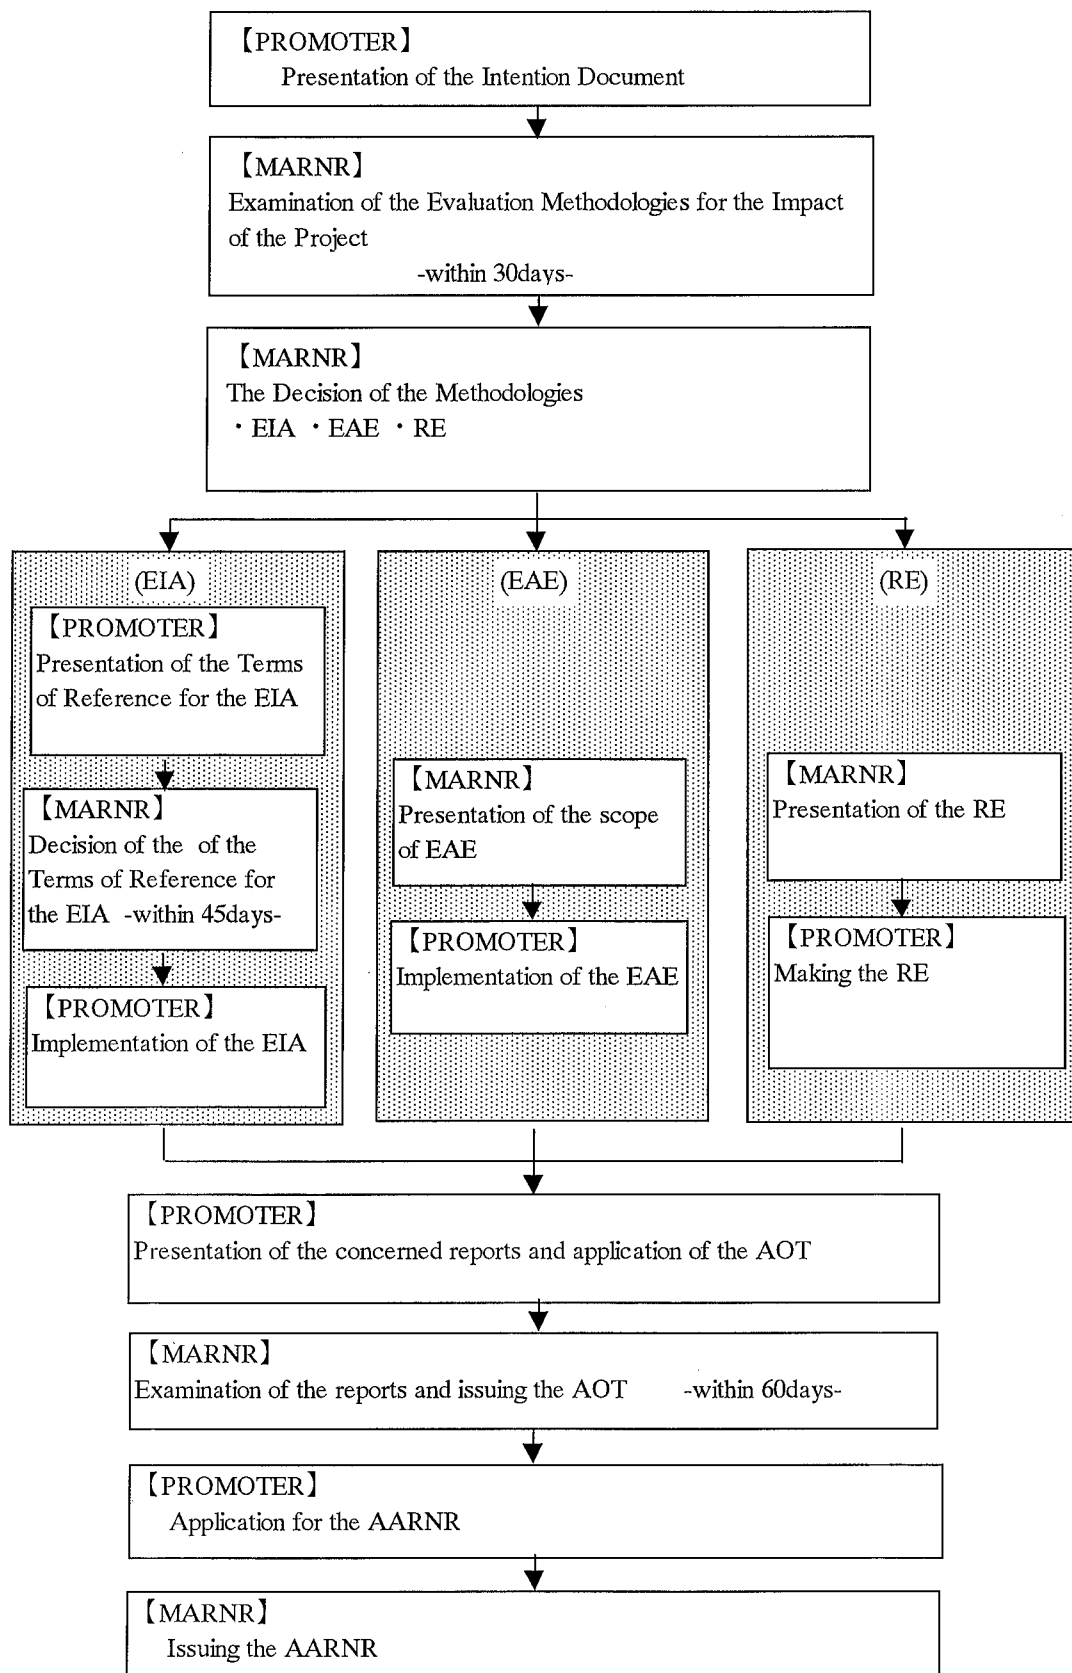 【PROMOTER】
Presentation of the Intention Document
【MARNR】
Examination of the Evaluation Methodologies for the Impact
of the Project
-within 30days-
【MARNR】
The Decision of the Methodologies
・EIA ・EAE ・RE
(EIA)
【PROMOTER】
Presentation of the Terms
of Reference for the EIA
【MARNR】
Decision of the of the
Terms of Reference for
the EIA -within 45days-
【PROMOTER】
Implementation of the EIA
(EAE)
【MARNR】
Presentation of the scope
of EAE
【PROMOTER】
Implementation of the EAE
(RE)
【MARNR】
Presentation of the RE
【PROMOTER】
Making the RE
【PROMOTER】
Presentation of the concerned reports and application of the AOT
【MARNR】
Examination of the reports and issuing the AOT -within 60days-
【PROMOTER】
Application for the AARNR
【MARNR】
Issuing the AARNR